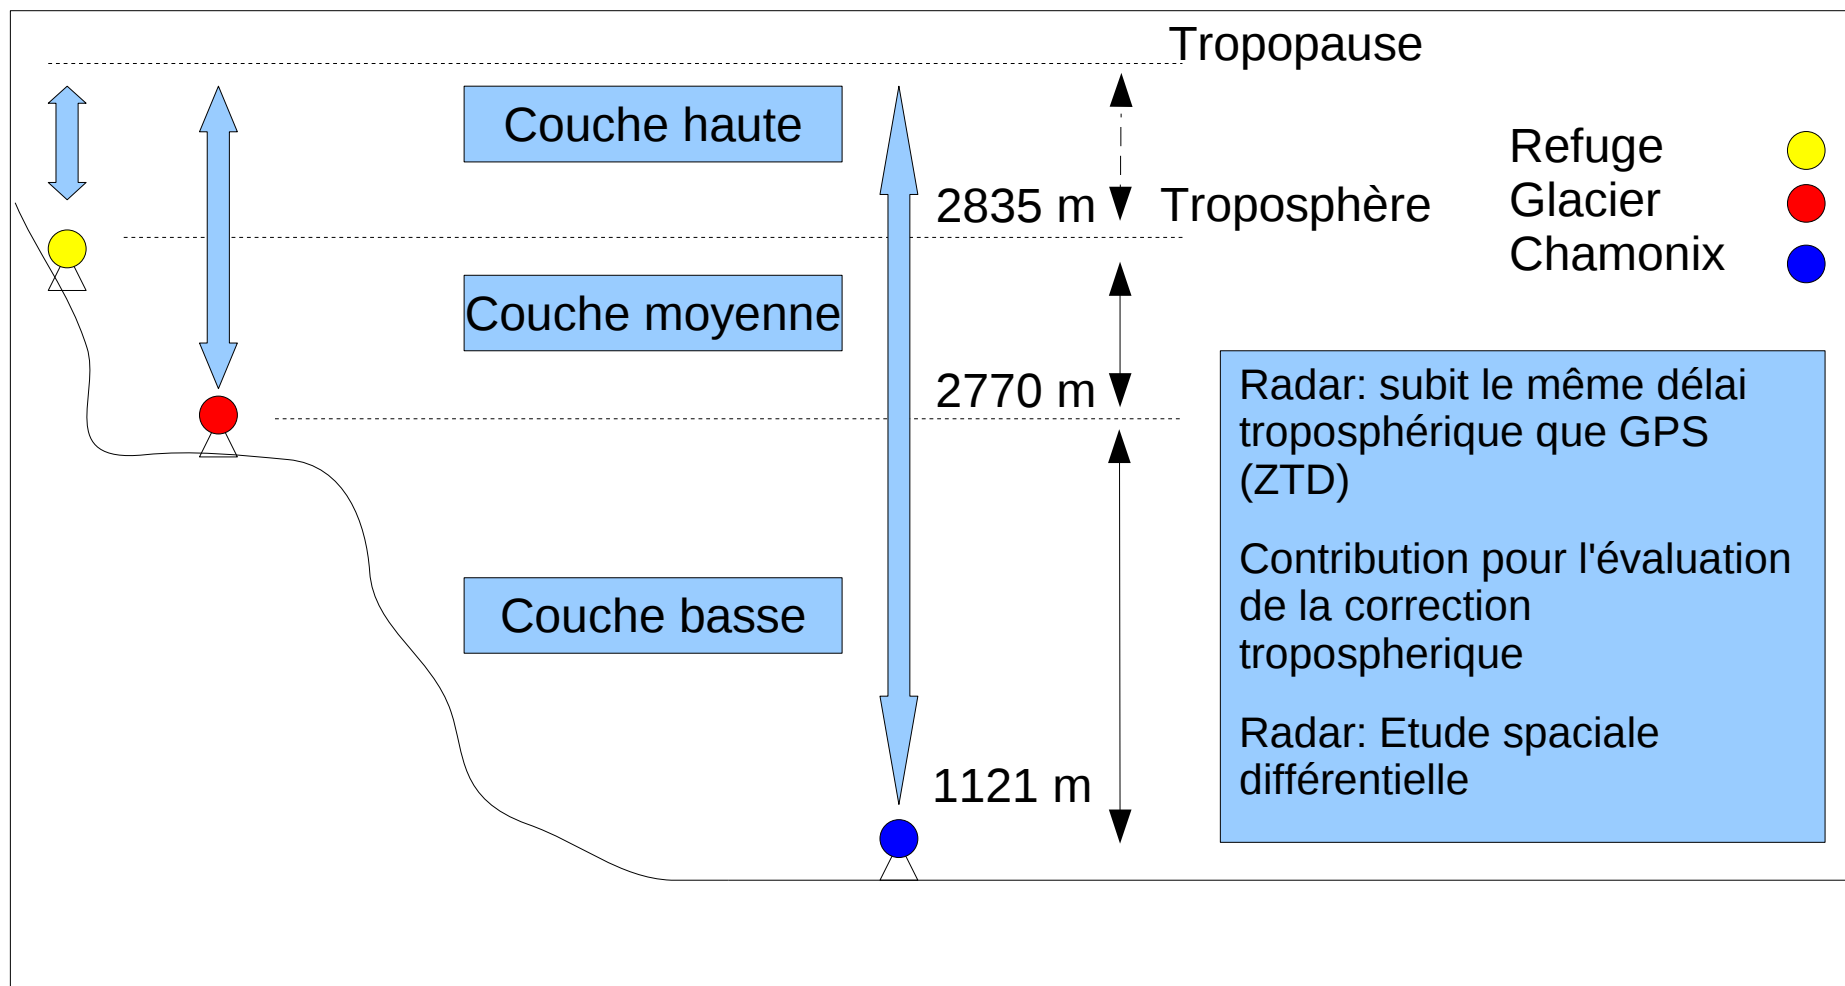 Tropopause
Couche haute
2835 m
Troposphère
Refuge
Glacier
Chamonix
Couche moyenne
2770 m
Couche basse
1121 m
Radar: subit le même délai
troposphérique que GPS
(ZTD)
Contribution pour l'évaluation
de la correction
tropospherique
Radar: Etude spaciale
différentielle